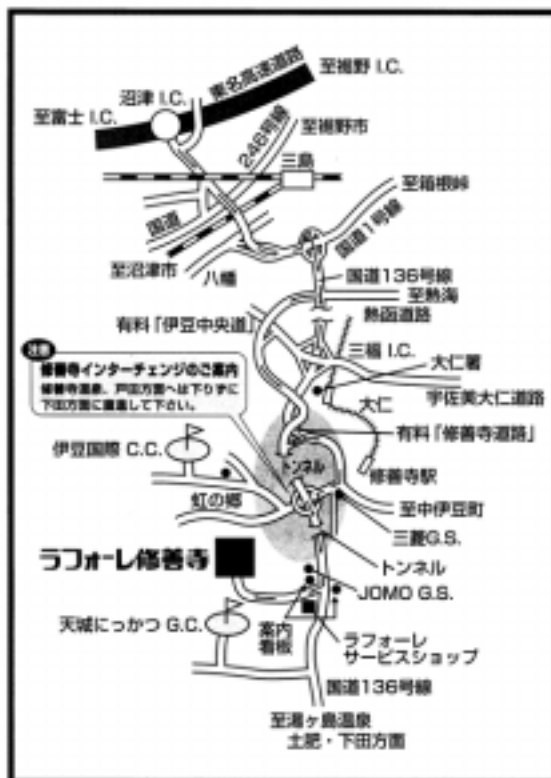 東名高速道路
至裾野 I.C.
沼津 I.C.
至富士 I.C.
246号線
至裾野市
三島
至箱根峠
国道
国道1号線
至沼津市
八幡
国道136号線
至熱海
熱函道路
有料「伊豆中央道」
三福 I.C.
大仁署
注意
修善寺インターチェンジのご案内
修善寺温泉、戸田方面へは下りずに
下田方面に直進して下さい。
大仁
宇佐美大仁道路
有料「修善寺道路」
伊豆国際 C.C.
トンネル
修善寺駅
虹の郷
至中伊豆町
三菱G.S.
ラフォーレ修善寺
トンネル
JOMO G.S.
天城にっかつ G.C.
案内
看板
ラフォーレ
サービスショップ
国道136号線
至湯ヶ島温泉
土肥・下田方面